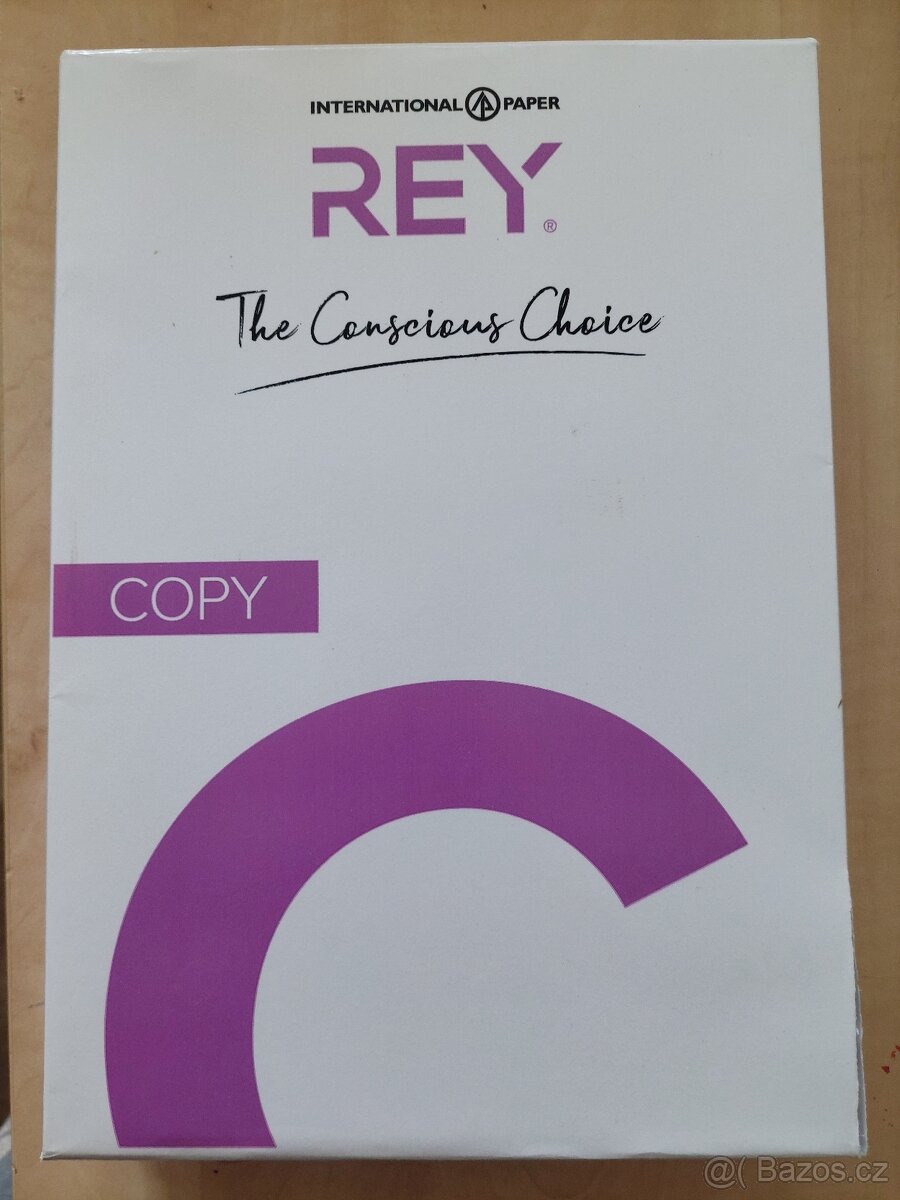 INTERNATIONAL PAPER
REY®
The Conscious Choice
COPY
@( Bazos.cz